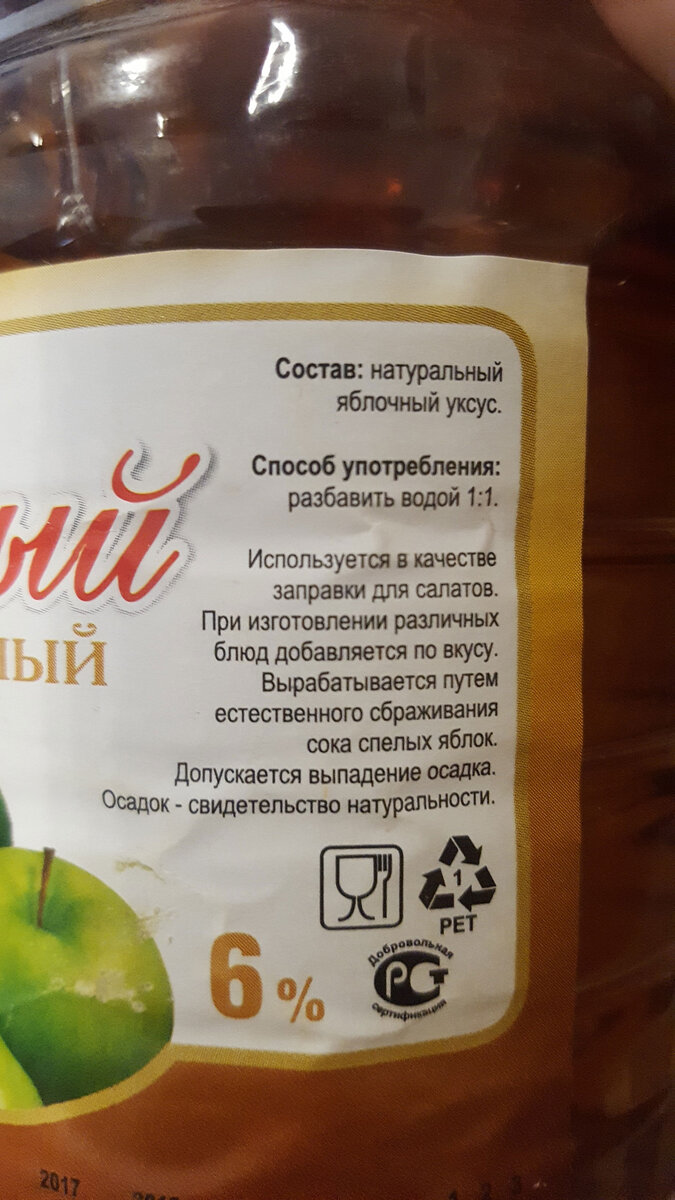 Состав: натуральный
яблочный уксус.
Способ употребления:
разбавить водой 1:1.
Используется в качестве
заправки для салатов.
При изготовлении различных
блюд добавляется по вкусу.
Вырабатывается путем
естественного сбраживания
сока спелых яблок.
Допускается выпадение осадка.
Осадок - свидетельство натуральности.
ый
ный
1
PET
6 %
Добровольная
РСТ
сертификация
2017